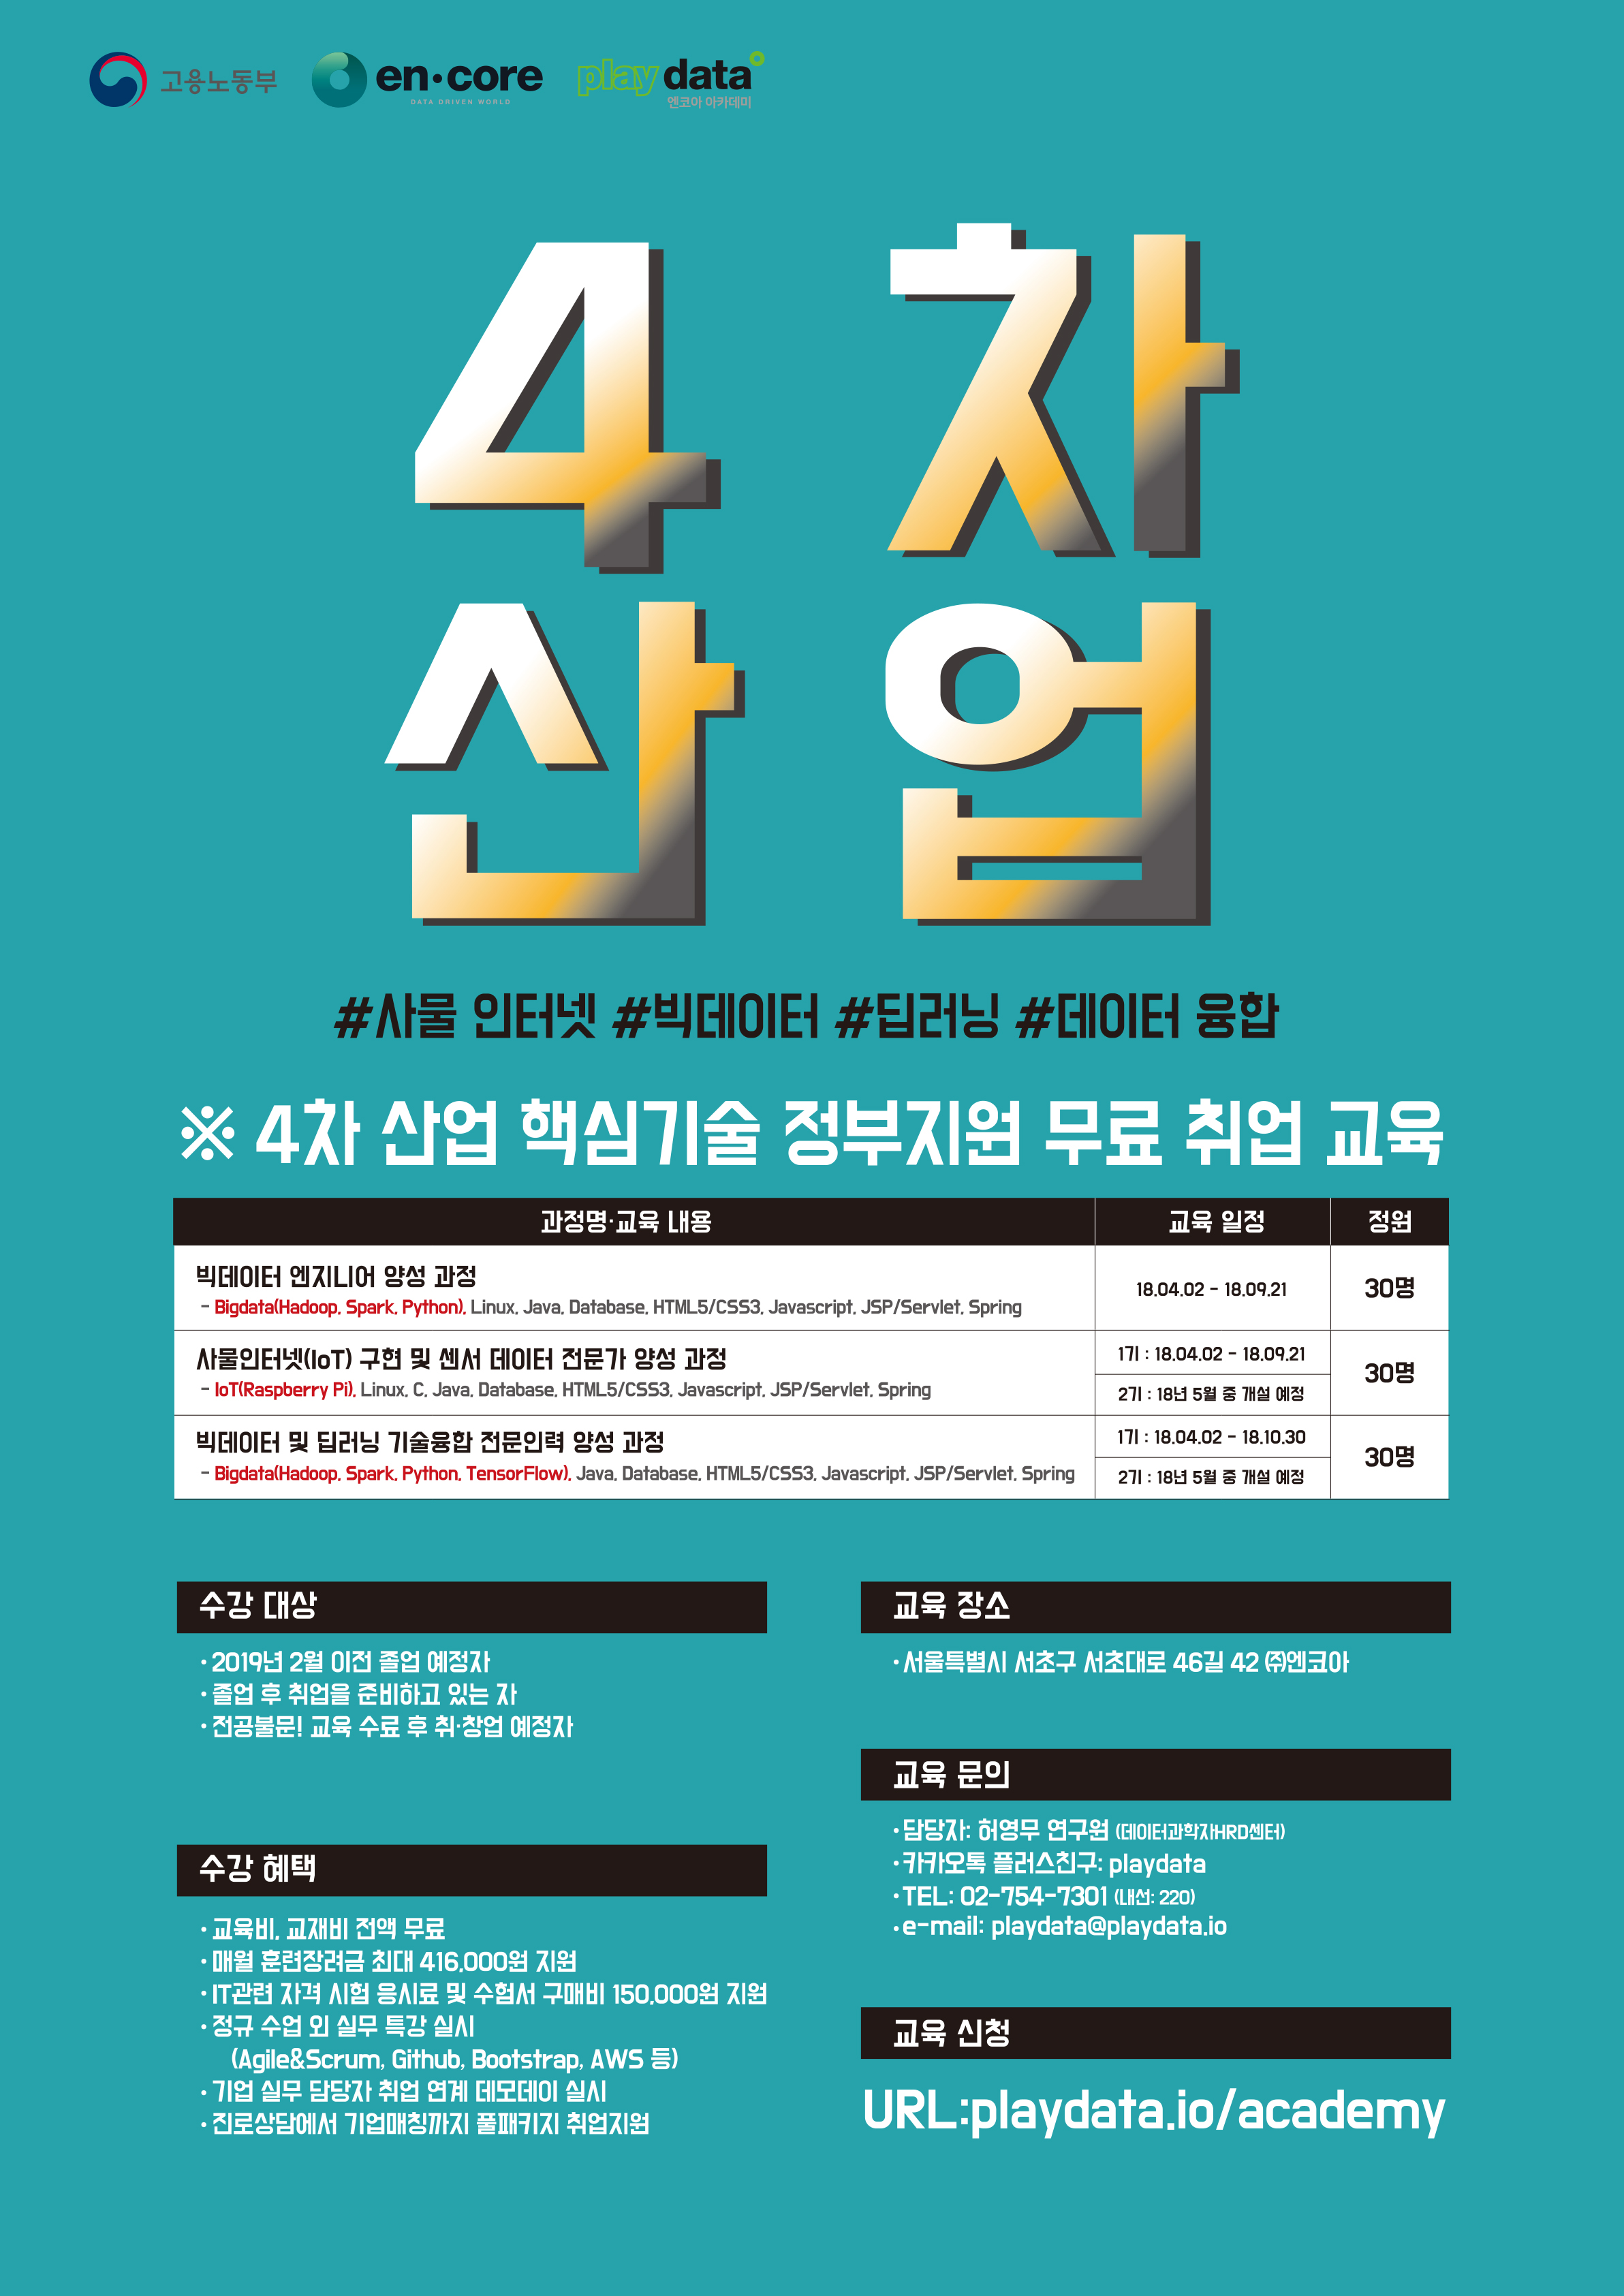 고용노동부
en·core
DATA DRIVEN WORLD
playdata
엔코아 아카데미
4차
산업
#사물 인터넷 #빅데이터 #딥러닝 #데이터 융합
※ 4차 산업 핵심기술 정부지원 무료 취업 교육
과정명·교육 내용 교육 일정 정원
빅데이터 엔지니어 양성 과정
- Bigdata(Hadoop, Spark, Python), Linux, Java, Database, HTML5/CSS3, Javascript, JSP/Servlet, Spring
18.04.02 - 18.09.21
30명
사물인터넷(IoT) 구현 및 센서 데이터 전문가 양성 과정
- IoT(Raspberry Pi), Linux, C, Java, Database, HTML5/CSS3, Javascript, JSP/Servlet, Spring
1기 : 18.04.02 - 18.09.21
2기 : 18년 5월 중 개설 예정
30명
빅데이터 및 딥러닝 기술융합 전문인력 양성 과정
- Bigdata(Hadoop, Spark, Python, TensorFlow), Java, Database, HTML5/CSS3, Javascript, JSP/Servlet, Spring
1기 : 18.04.02 - 18.10.30
2기 : 18년 5월 중 개설 예정
30명
수강 대상
· 2019년 2월 이전 졸업 예정자
· 졸업 후 취업을 준비하고 있는 자
· 전공불문! 교육 수료 후 취·창업 예정자
수강 혜택
· 교육비, 교재비 전액 무료
· 매월 훈련장려금 최대 416,000원 지원
· IT관련 자격 시험 응시료 및 수험서 구매비 150,000원 지원
· 정규 수업 외 실무 특강 실시
(Agile&Scrum, Github, Bootstrap, AWS 등)
· 기업 실무 담당자 취업 연계 데모데이 실시
· 진로상담에서 기업매칭까지 풀패키지 취업지원
교육 장소
· 서울특별시 서초구 서초대로 46길 42 ㈜엔코아
교육 문의
· 담당자: 허영무 연구원 (데이터과학자HRD센터)
· 카카오톡 플러스친구: playdata
· TEL: 02-754-7301 (내선: 220)
· e-mail: playdata@playdata.io
교육 신청
URL:playdata.io/academy